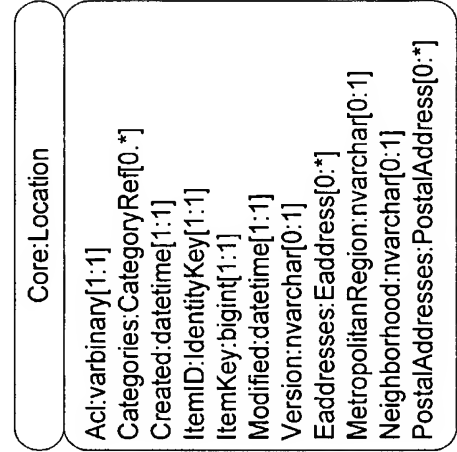 Core:Location
Acl:varbinary[1:1]
Categories:CategoryRef[0..*]
Created:datetime[1:1]
ItemID:IdentityKey[1:1]
ItemKey:bigint[1:1]
Modified:datetime[1:1]
Version:nvarchar[0:1]
Eaddresses:Eaddress[0:*]
MetropolitanRegion:nvarchar[0:1]
Neighborhood:nvarchar[0:1]
PostalAddresses:PostalAddress[0:*]